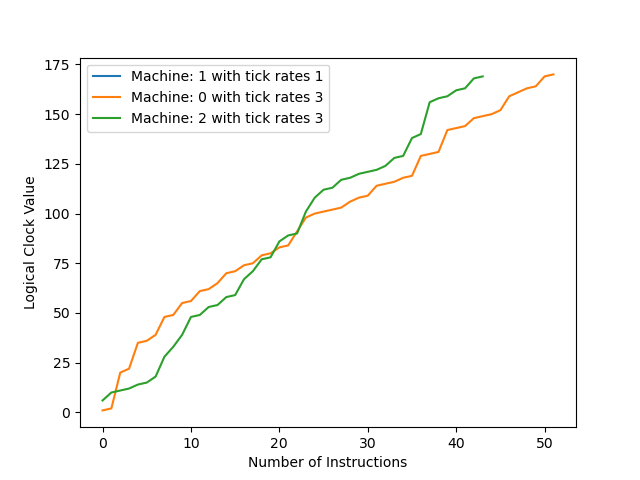 175
150
125
100
75
50
25
0
Logical Clock Value
Machine: 1 with tick rates 1
Machine: 0 with tick rates 3
Machine: 2 with tick rates 3
0 10 20 30 40 50
Number of Instructions